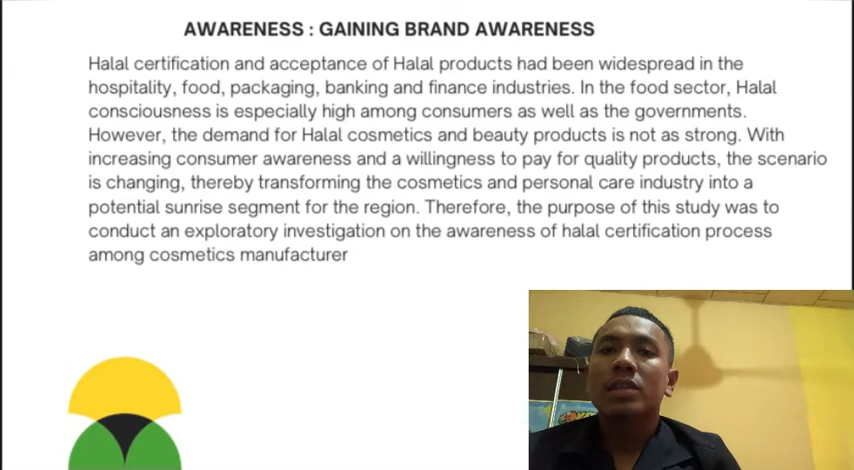 AWARENESS : GAINING BRAND AWARENESS
Halal certification and acceptance of Halal products had been widespread in the
hospitality, food, packaging, banking and finance industries. In the food sector, Halal
consciousness is especially high among consumers as well as the governments.
However, the demand for Halal cosmetics and beauty products is not as strong. With
increasing consumer awareness and a willingness to pay for quality products, the scenario
is changing, thereby transforming the cosmetics and personal care industry into a
potential sunrise segment for the region. Therefore, the purpose of this study was to
conduct an exploratory investigation on the awareness of halal certification process
among cosmetics manufacturer